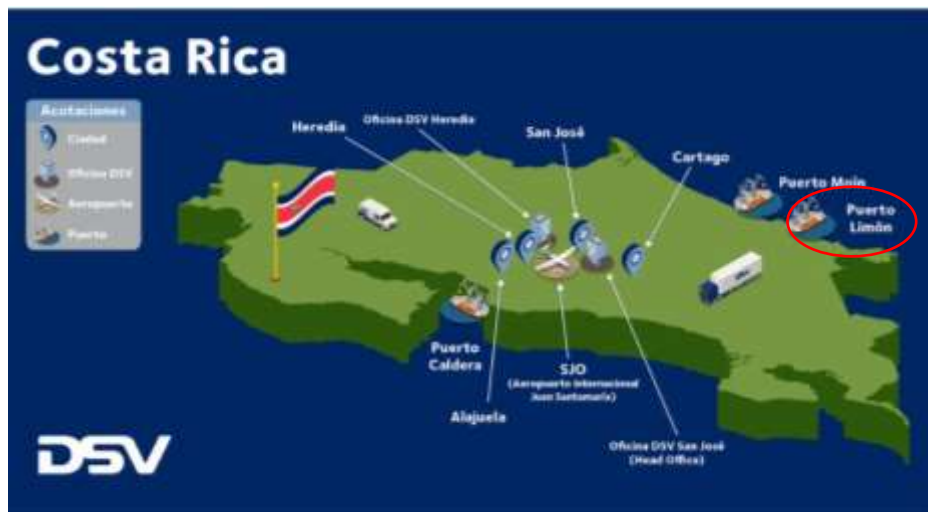 Costa Rica
Acotaciones
Ciudad
Oficina DSV
Aeropuerto
Puerto
Heredia
Oficina DSV Heredia
San José
Cartago
Puerto Moín
Puerto
Limón
Puerto
Caldera
Alajuela
SJO
(Aeropuerto Internacional
Juan Santamaría)
Oficina DSV San José
(Head Office)
DSV